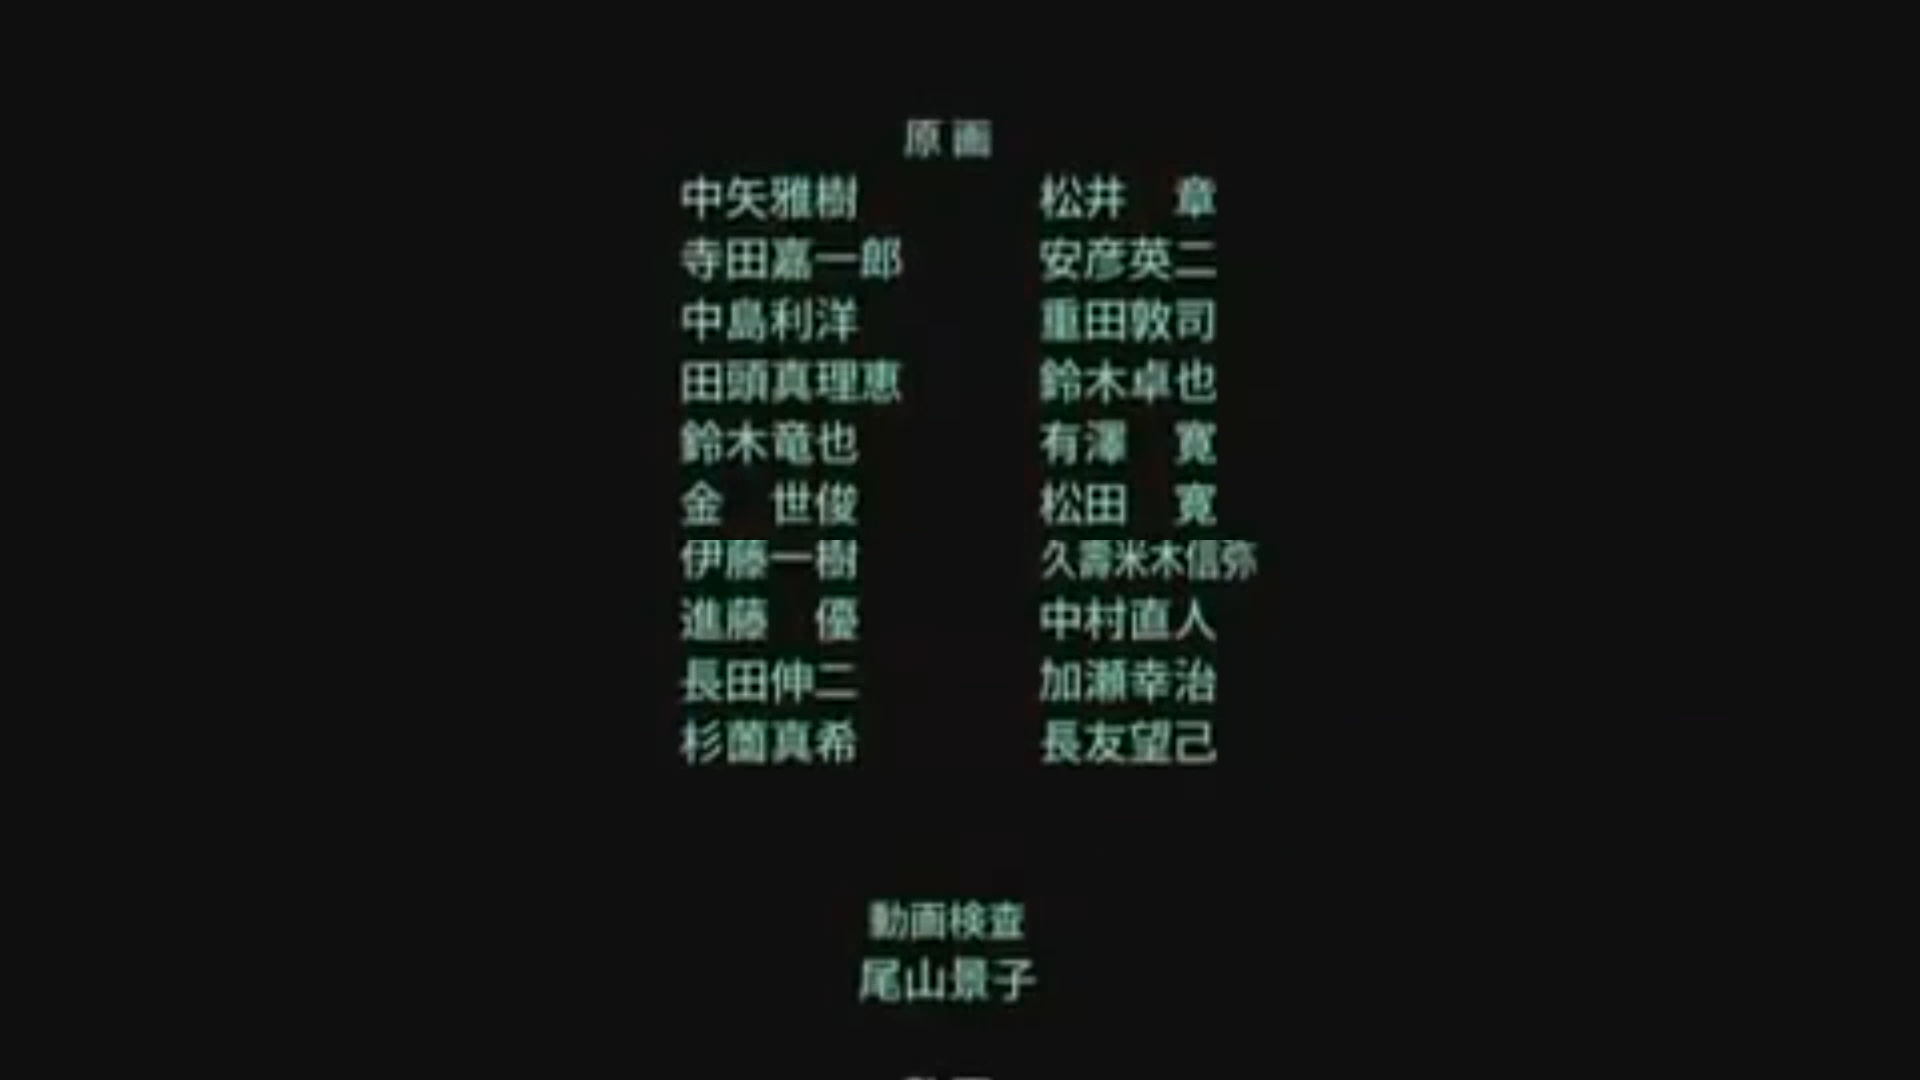 原画
中矢雅樹　松井　章
寺田嘉一郎　安彦英二
中島利洋　重田敦司
田頭真理恵　鈴木卓也
鈴木竜也　有澤　寛
金　世俊　松田　寛
伊藤一樹　久壽米木信弥
進藤　優　中村直人
長田伸二　加瀬幸治
杉薗真希　長友望己
動画検査
尾山景子